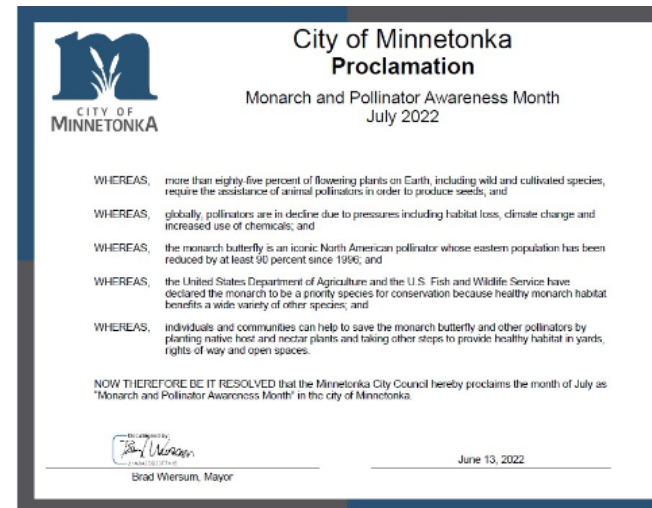 City of Minnetonka
Proclamation
CITY OF
MINNETONKA
Monarch and Pollinator Awareness Month
July 2022
WHEREAS, more than eighty-five percent of flowering plants on Earth, including wild and cultivated species,
require the assistance of animal pollinators in order to produce seeds, and
WHEREAS, globally, pollinators are in decline due to pressures including habitat loss, climate change and
increased use of chemicals; and
WHEREAS, the monarch butterfly is an iconic North American pollinator whose eastern population has been
reduced by at least 90 percent since 1996; and
WHEREAS, the United States Department of Agriculture and the U.S. Fish and Wildlife Service have
declared the monarch to be a priority species for conservation because healthy monarch habitat
benefits a wide variety of other species; and
WHEREAS, individuals and communities can help to save the monarch butterfly and other pollinators by
planting native host and nectar plants and taking other steps to provide healthy habitat in yards,
rights-of-way and open spaces.
NOW THEREFORE BE IT RESOLVED that the Minnetonka City Council hereby proclaims the month of July as
"Monarch and Pollinator Awareness Month" in the city of Minnetonka.
DocuSigned by:
June 13, 2022
Brad Wiersum, Mayor